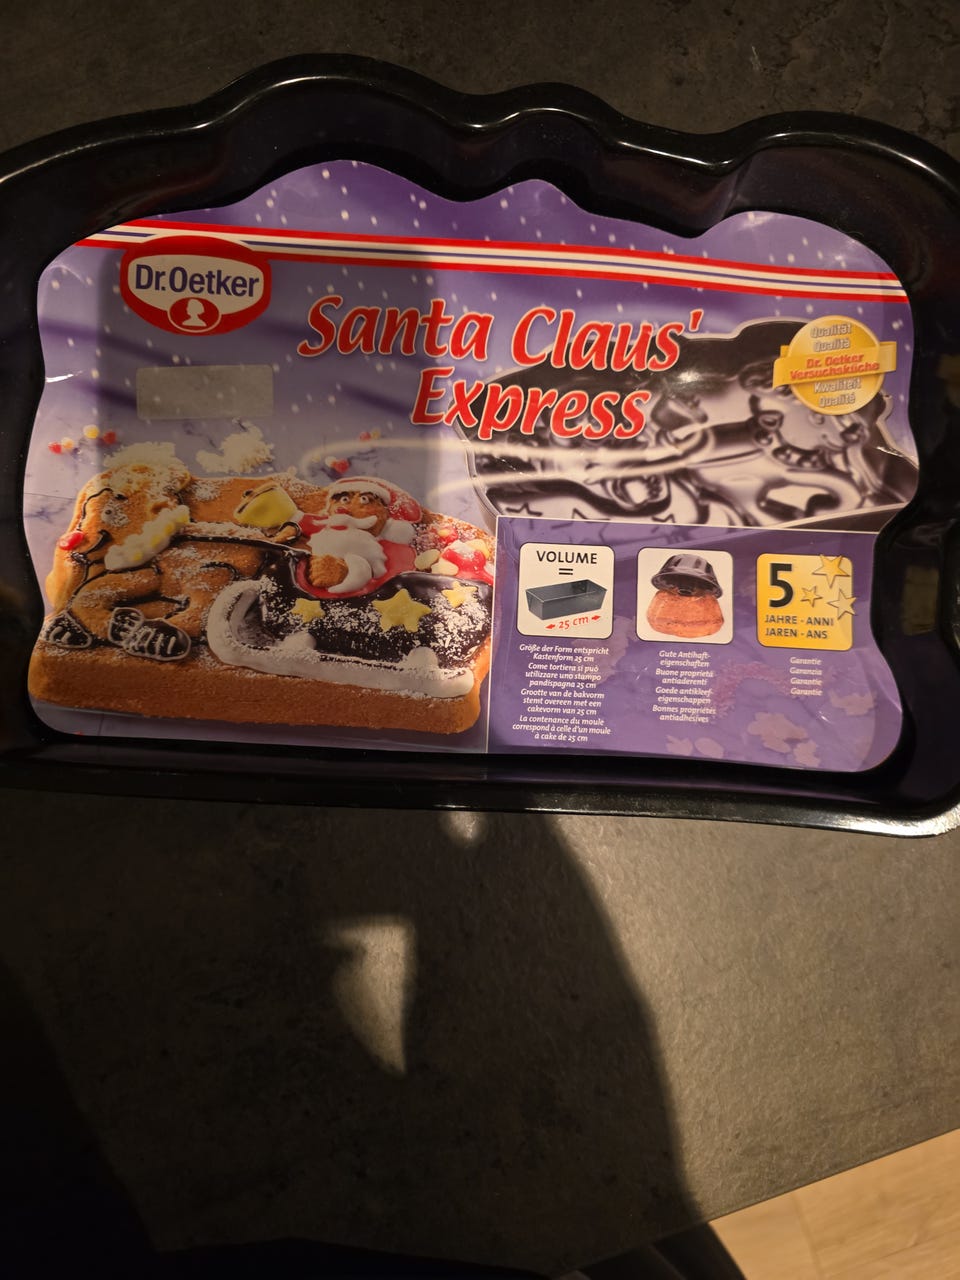 Dr.Oetker
Santa Claus'
Express
Qualität
Qualità
Dr. Oetker
Versuchsküche
Kwaliteit
Qualité
VOLUME
=
25 cm
Größe der Form entspricht
Kastenform 25 cm
Come tortiera si può
utilizzare uno stampo
pandispagna 25 cm
Grootte van de bakvorm
stemt overeen met een
cakevorm van 25 cm
La contenance du moule
correspond à celle d'un moule
à cake de 25 cm
Gute Antihaft-
eigenschaften
Buone proprietà
antiaderenti
Goede antikleef-
eigenschappen
Bonnes propriétés
antiadhésives
5
JAHRE - ANNI
JAREN - ANS
Garantie
Garanzia
Garantie
Garantie